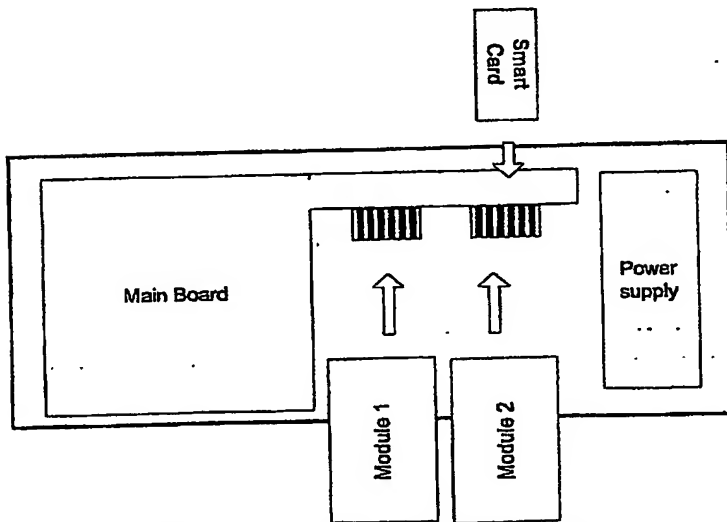 Smart
Card
Main Board
Power
supply
Module 1
Module 2